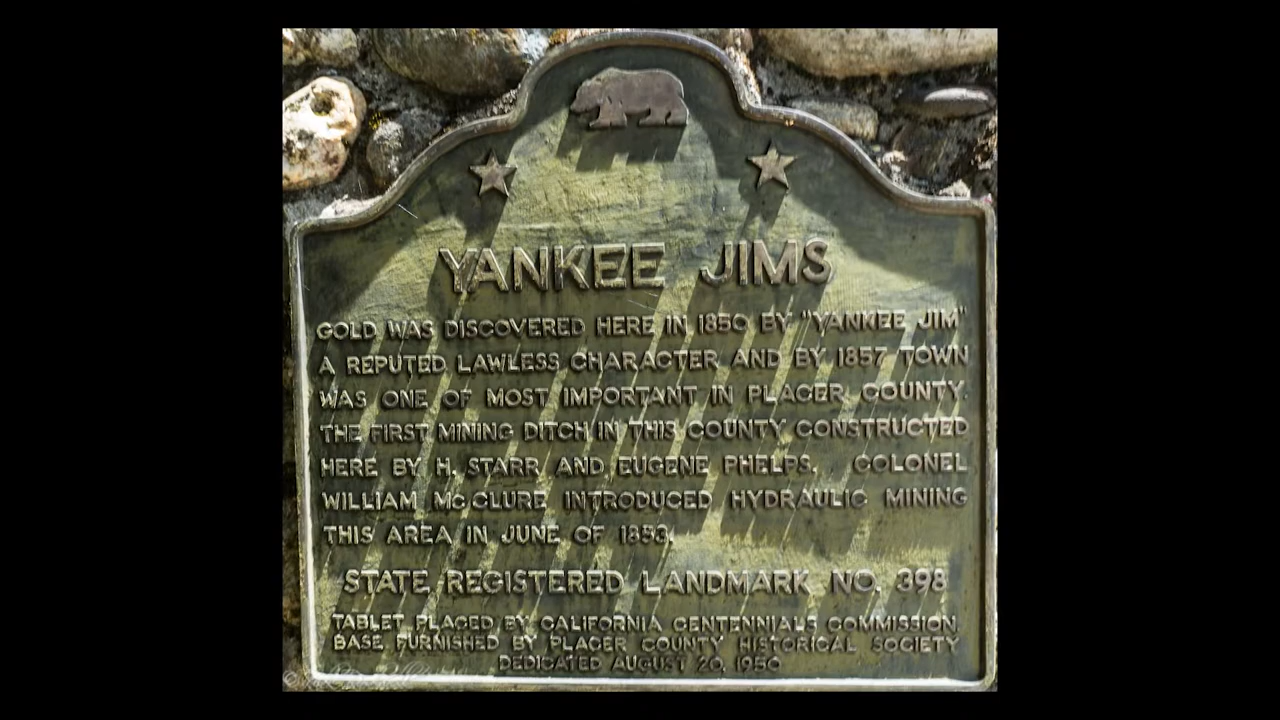 YANKEE JIMS
GOLD WAS DISCOVERED HERE IN 1850 BY "YANKEE JIM"
A REPUTED LAWLESS CHARACTER AND BY 1857 TOWN
WAS ONE OF MOST IMPORTANT IN PLACER COUNTY.
THE FIRST MINING DITCH IN THIS COUNTY CONSTRUCTED
HERE BY H. STARR AND EUGENE PHELPS. COLONEL
WILLIAM McCLURE INTRODUCED HYDRAULIC MINING
THIS AREA IN JUNE OF 1853.
STATE REGISTERED LANDMARK NO. 398
TABLET PLACED BY CALIFORNIA CENTENNIALS COMMISSION
BASE FURNISHED BY PLACER COUNTY HISTORICAL SOCIETY
DEDICATED AUGUST 20, 1950